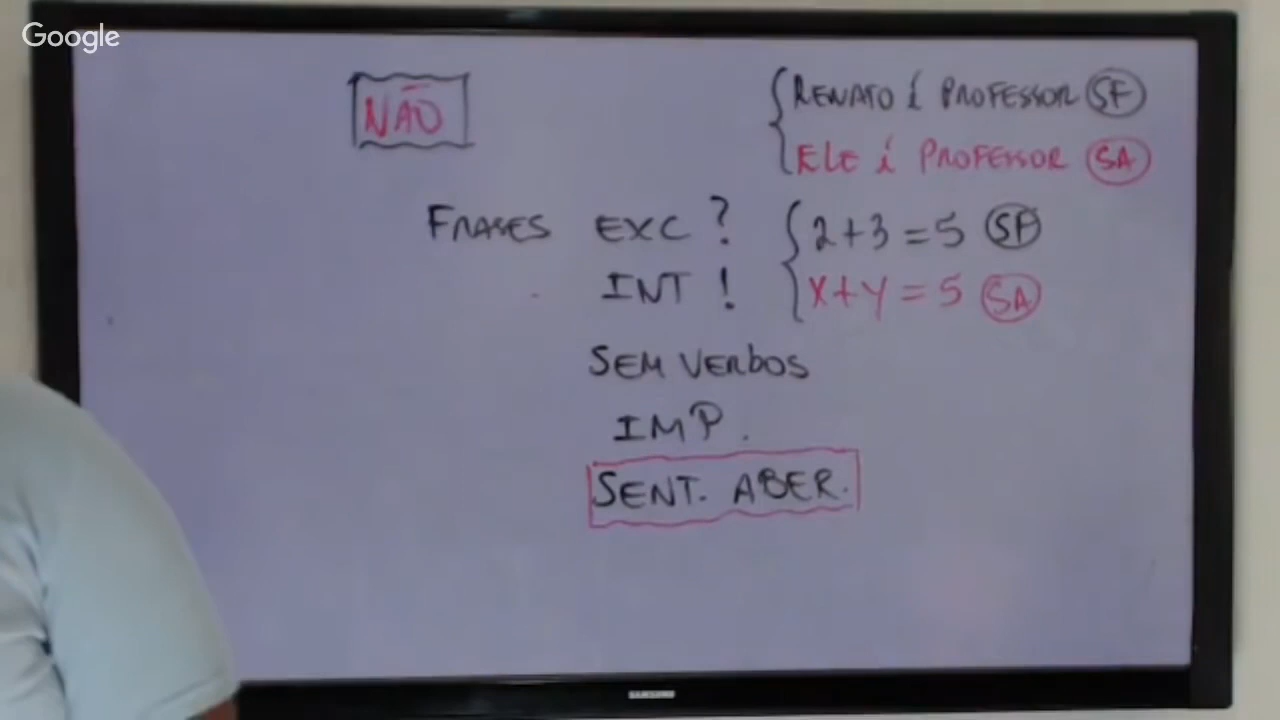 Google
NÃO
RENATO É PROFESSOR SF
ELE É PROFESSOR SA
FRASES EXC ?
INT !
2+3=5 SF
X+Y=5 SA
SEM VERBOS
IMP.
SENT. ABER.
SAMSUNG